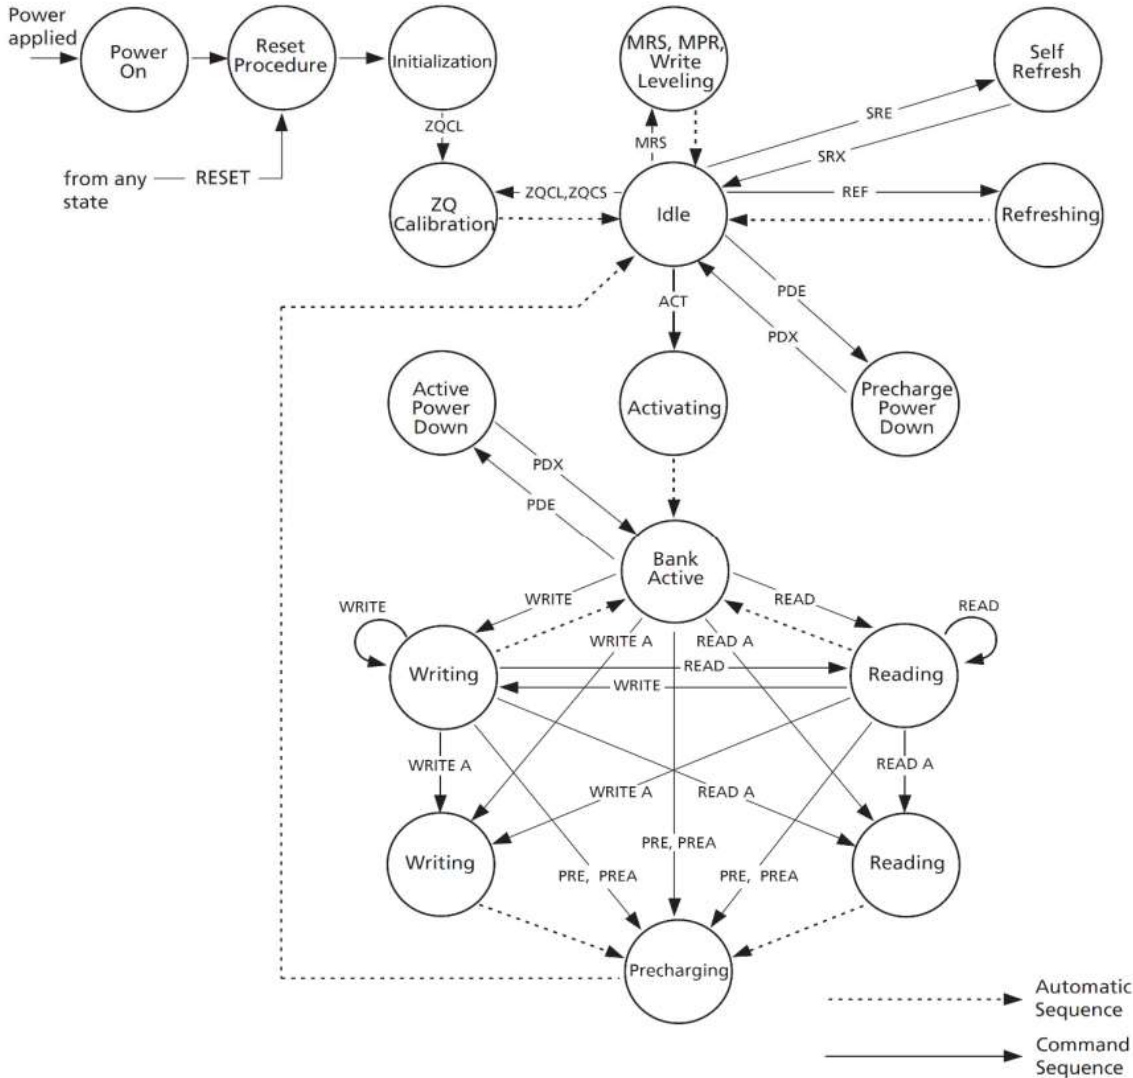 Power
applied
Power
On
Reset
Procedure
Initialization
MRS, MPR,
Write
Leveling
Self
Refresh
ZQCL
MRS
SRE
SRX
from any
state
RESET
ZQ
Calibration
ZQCL,ZQCS
Idle
REF
Refreshing
ACT
PDE
PDX
Active
Power
Down
Activating
Precharge
Power
Down
PDX
PDE
Bank
Active
WRITE
WRITE
READ
READ
WRITE A
READ A
Writing
READ
WRITE
Reading
WRITE A
READ A
WRITE A
READ A
Writing
PRE, PREA
Reading
PRE, PREA
PRE, PREA
Precharging
Automatic
Sequence
Command
Sequence